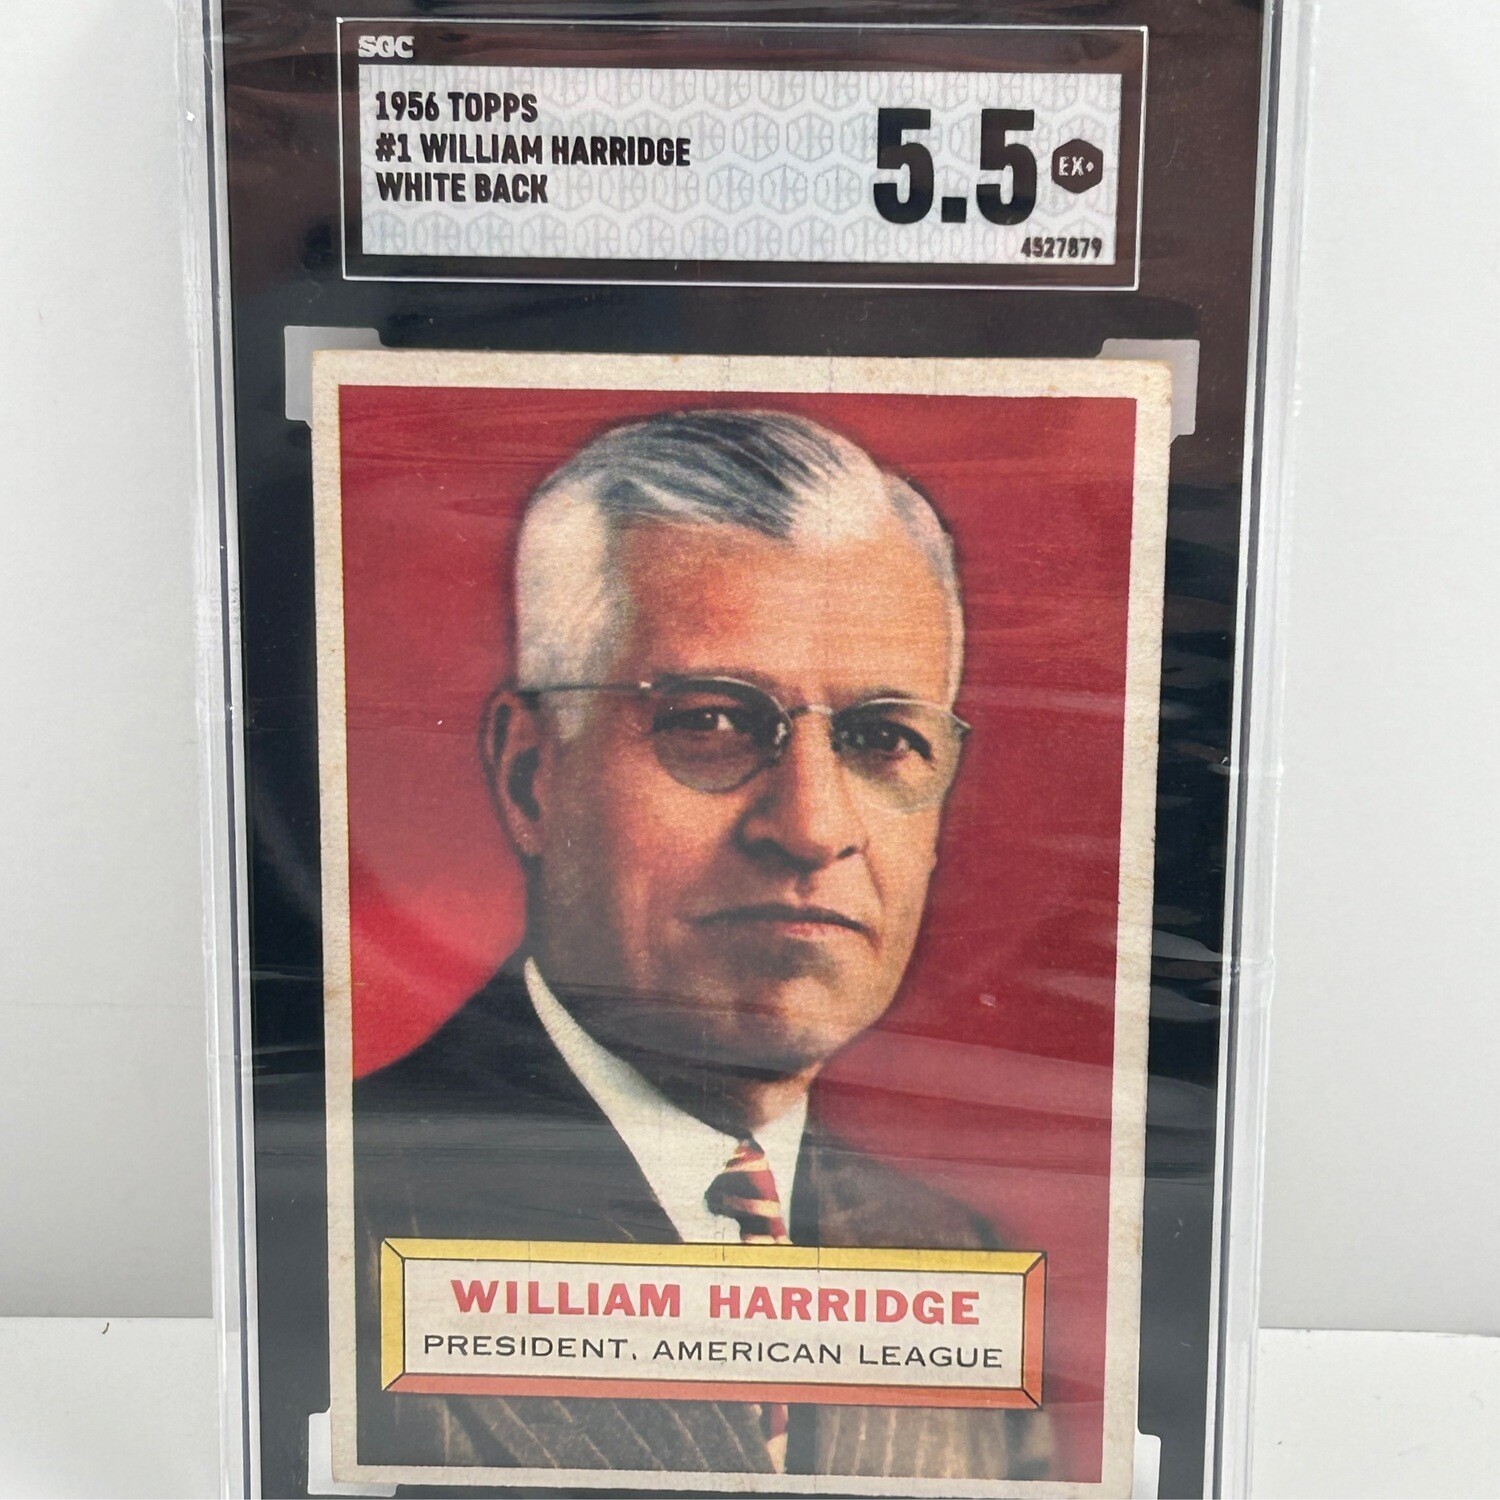 SGC
1956 TOPPS
#1 WILLIAM HARRIDGE
WHITE BACK
5.5
EX+
4527879
WILLIAM HARRIDGE
PRESIDENT, AMERICAN LEAGUE